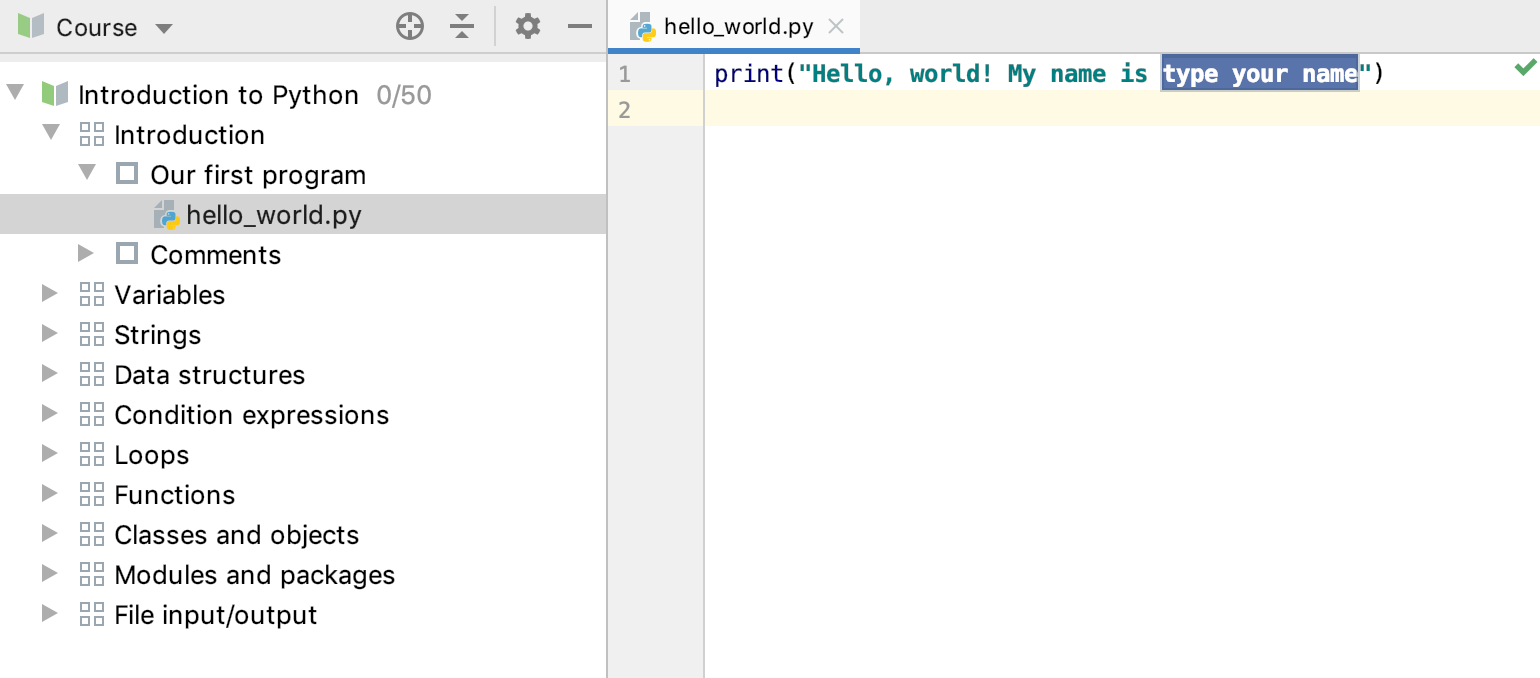 Course
Introduction to Python 0/50
Introduction
Our first program
hello_world.py
Comments
Variables
Strings
Data structures
Condition expressions
Loops
Functions
Classes and objects
Modules and packages
File input/output
hello_world.py
1 print("Hello, world! My name is type your name")
2